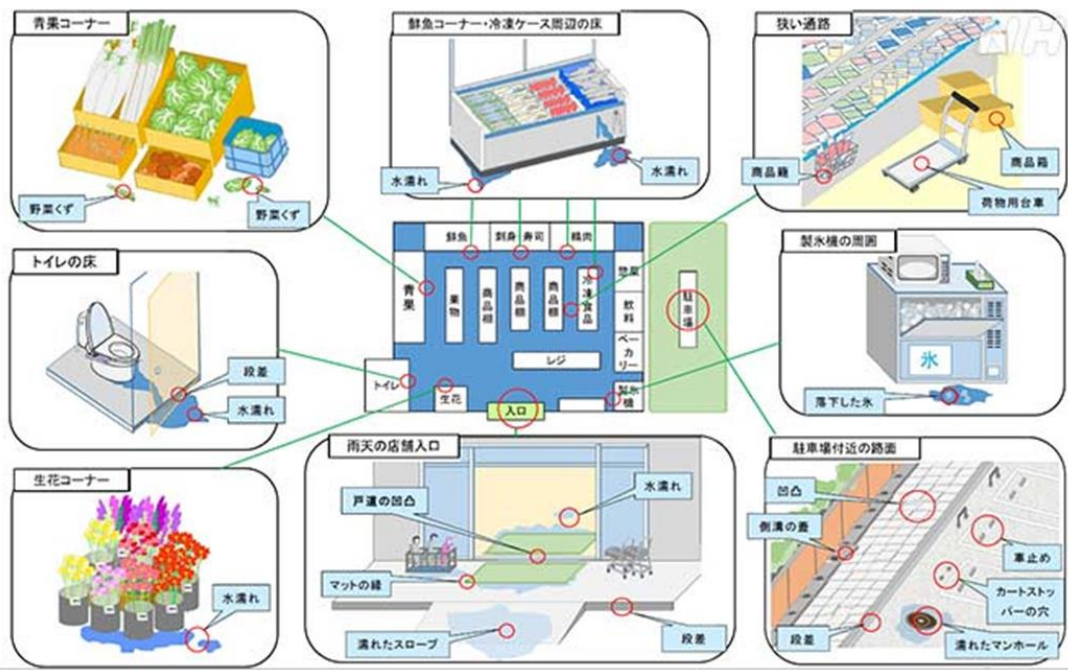 青果コーナー
野菜くず
野菜くず
鮮魚コーナー・冷凍ケース周辺の床
水濡れ
水濡れ
狭い通路
商品籠
商品箱
荷物用台車
トイレの床
段差
水濡れ
鮮魚
刺身・寿司
精肉
惣菜
青果
果物
商品棚
商品棚
商品棚
冷凍食品
飲料
ベーカリー
レジ
トイレ
生花
入口
製氷機
駐車場
製氷機の周囲
氷
落下した氷
生花コーナー
水濡れ
雨天の店舗入口
戸道の凹凸
水濡れ
マットの縁
濡れたスロープ
段差
駐車場付近の路面
凹凸
側溝の蓋
車止め
カートストッ
パーの穴
段差
濡れたマンホール